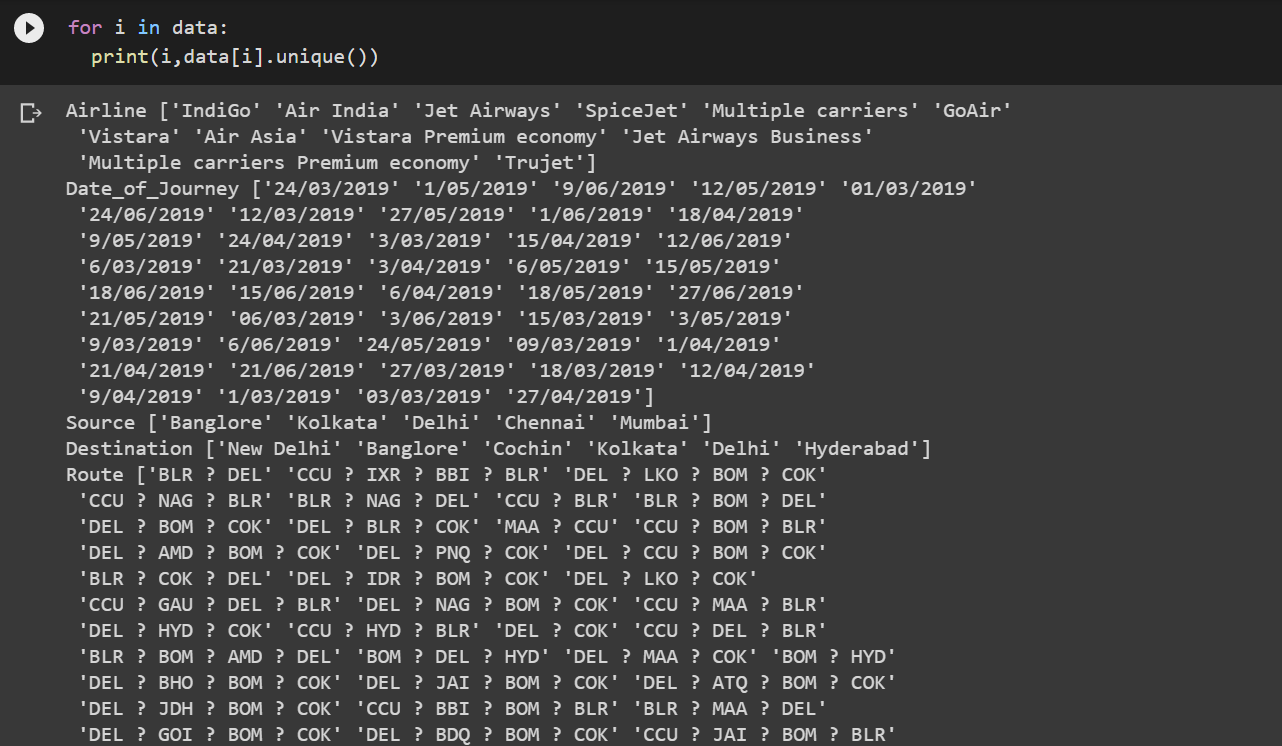 for i in data:
print(i,data[i].unique())
Airline ['IndiGo' 'Air India' 'Jet Airways' 'SpiceJet' 'Multiple carriers' 'GoAir'
'Vistara' 'Air Asia' 'Vistara Premium economy' 'Jet Airways Business'
'Multiple carriers Premium economy' 'Trujet']
Date_of_Journey ['24/03/2019' '1/05/2019' '9/06/2019' '12/05/2019' '01/03/2019'
'24/06/2019' '12/03/2019' '27/05/2019' '1/06/2019' '18/04/2019'
'9/05/2019' '24/04/2019' '3/03/2019' '15/04/2019' '12/06/2019'
'6/03/2019' '21/03/2019' '3/04/2019' '6/05/2019' '15/05/2019'
'18/06/2019' '15/06/2019' '6/04/2019' '18/05/2019' '27/06/2019'
'21/05/2019' '06/03/2019' '3/06/2019' '15/03/2019' '3/05/2019'
'9/03/2019' '6/06/2019' '24/05/2019' '09/03/2019' '1/04/2019'
'21/04/2019' '21/06/2019' '27/03/2019' '18/03/2019' '12/04/2019'
'9/04/2019' '1/03/2019' '03/03/2019' '27/04/2019']
Source ['Banglore' 'Kolkata' 'Delhi' 'Chennai' 'Mumbai']
Destination ['New Delhi' 'Banglore' 'Cochin' 'Kolkata' 'Delhi' 'Hyderabad']
Route ['BLR ? DEL' 'CCU ? IXR ? BBI ? BLR' 'DEL ? LKO ? BOM ? COK'
'CCU ? NAG ? BLR' 'BLR ? NAG ? DEL' 'CCU ? BLR' 'BLR ? BOM ? DEL'
'DEL ? BOM ? COK' 'DEL ? BLR ? COK' 'MAA ? CCU' 'CCU ? BOM ? BLR'
'DEL ? AMD ? BOM ? COK' 'DEL ? PNQ ? COK' 'DEL ? CCU ? BOM ? COK'
'BLR ? COK ? DEL' 'DEL ? IDR ? BOM ? COK' 'DEL ? LKO ? COK'
'CCU ? GAU ? DEL ? BLR' 'DEL ? NAG ? BOM ? COK' 'CCU ? MAA ? BLR'
'DEL ? HYD ? COK' 'CCU ? HYD ? BLR' 'DEL ? COK' 'CCU ? DEL ? BLR'
'BLR ? BOM ? AMD ? DEL' 'BOM ? DEL ? HYD' 'DEL ? MAA ? COK' 'BOM ? HYD'
'DEL ? BHO ? BOM ? COK' 'DEL ? JAI ? BOM ? COK' 'DEL ? ATQ ? BOM ? COK'
'DEL ? JDH ? BOM ? COK' 'CCU ? BBI ? BOM ? BLR' 'BLR ? MAA ? DEL'
'DEL ? GOI ? BOM ? COK' 'DEL ? BDQ ? BOM ? COK' 'CCU ? JAI ? BOM ? BLR'